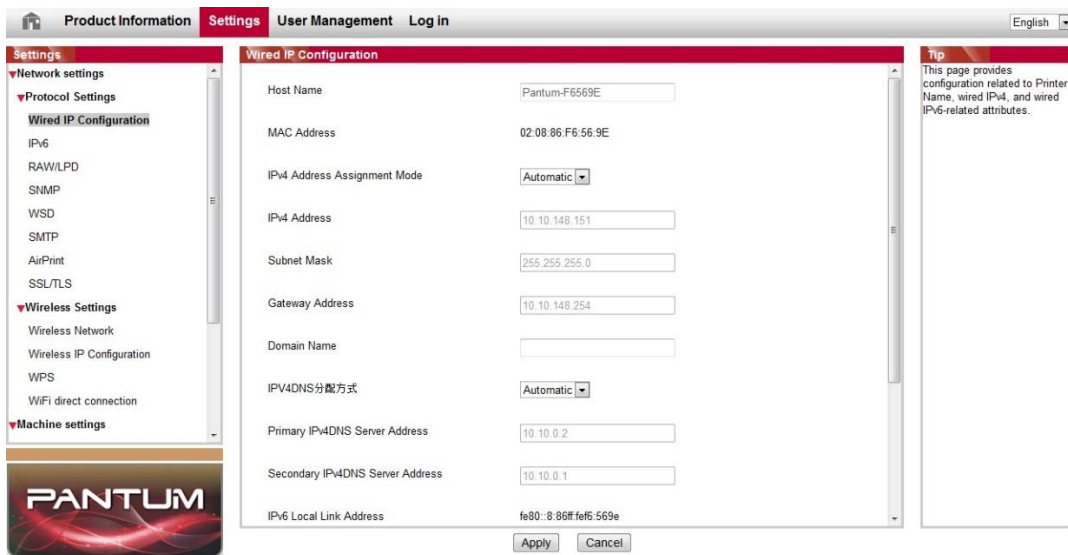 Product Information
Settings
User Management
Log in
English
Settings
Network settings
Protocol Settings
Wired IP Configuration
IPv6
RAW/LPD
SNMP
WSD
SMTP
AirPrint
SSL/TLS
Wireless Settings
Wireless Network
Wireless IP Configuration
WPS
WiFi direct connection
Machine settings
PANTUM
Wired IP Configuration
Host Name
Pantum-F6569E
MAC Address
02:08:86:F6:56:9E
IPv4 Address Assignment Mode
Automatic
IPv4 Address
10.10.148.151
Subnet Mask
255.255.255.0
Gateway Address
10.10.148.254
Domain Name
IPV4DNS分配方式
Automatic
Primary IPv4DNS Server Address
10.10.0.2
Secondary IPv4DNS Server Address
10.10.0.1
IPv6 Local Link Address
fe80::8:86ff:fef6:569e
Apply
Cancel
Tip
This page provides
configuration related to Printer
Name, wired IPv4, and wired
IPv6-related attributes.